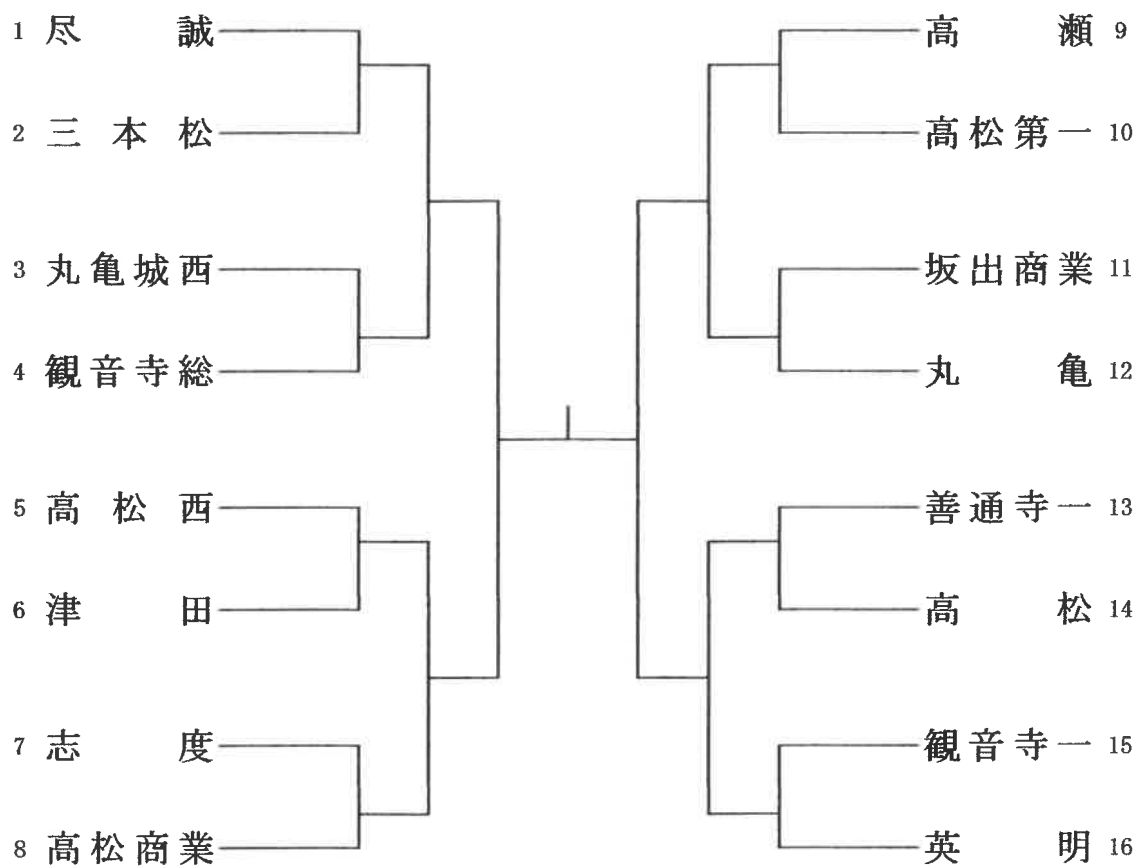 1 尽誠
2 三本松
3 丸亀城西
4 観音寺総
5 高松西
6 津田
7 志度
8 高松商業
高瀬 9
高松第一 10
坂出商業 11
丸亀 12
善通寺一 13
高松 14
観音寺一 15
英明 16